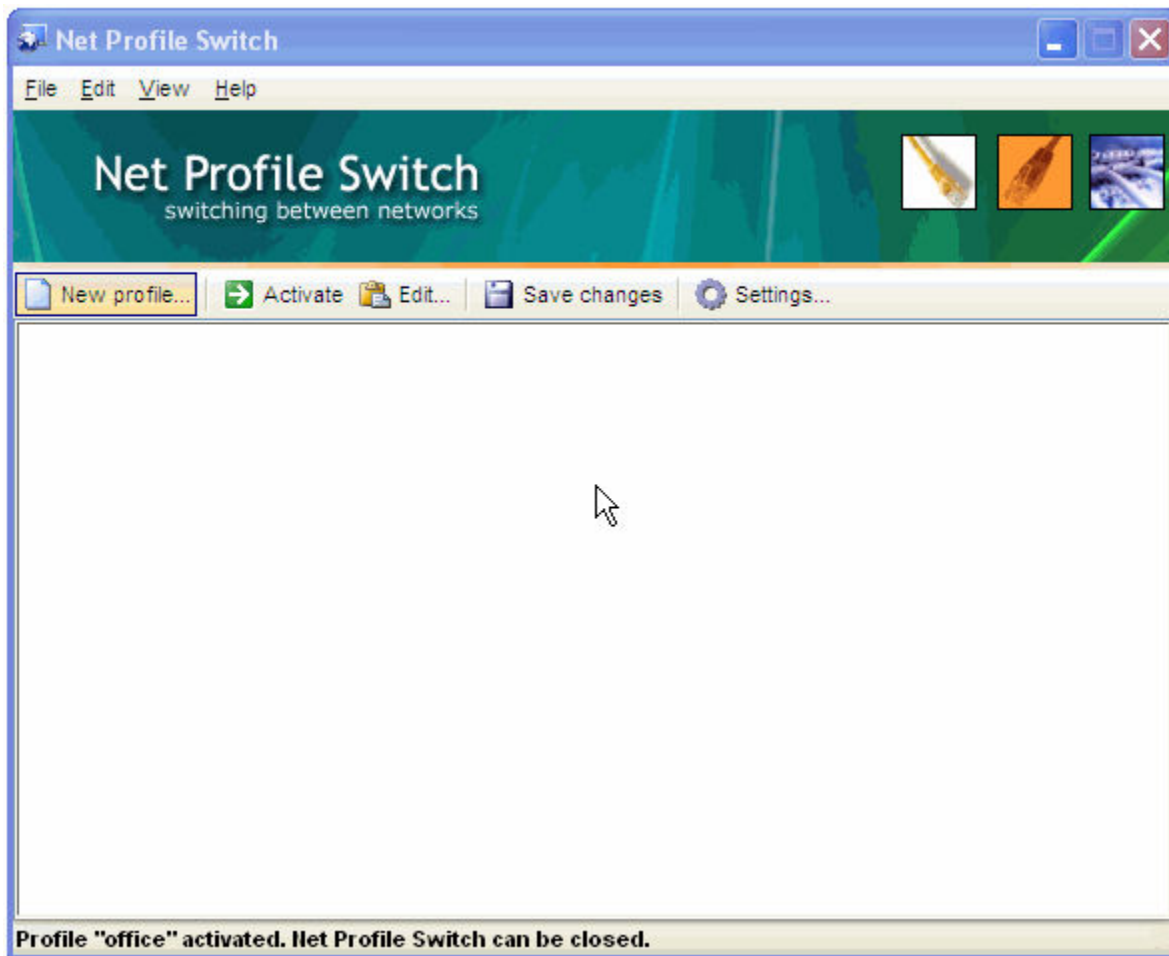 Net Profile Switch
File Edit View Help
Net Profile Switch
switching between networks
New profile... Activate Edit... Save changes Settings...
Profile "office" activated. Net Profile Switch can be closed.